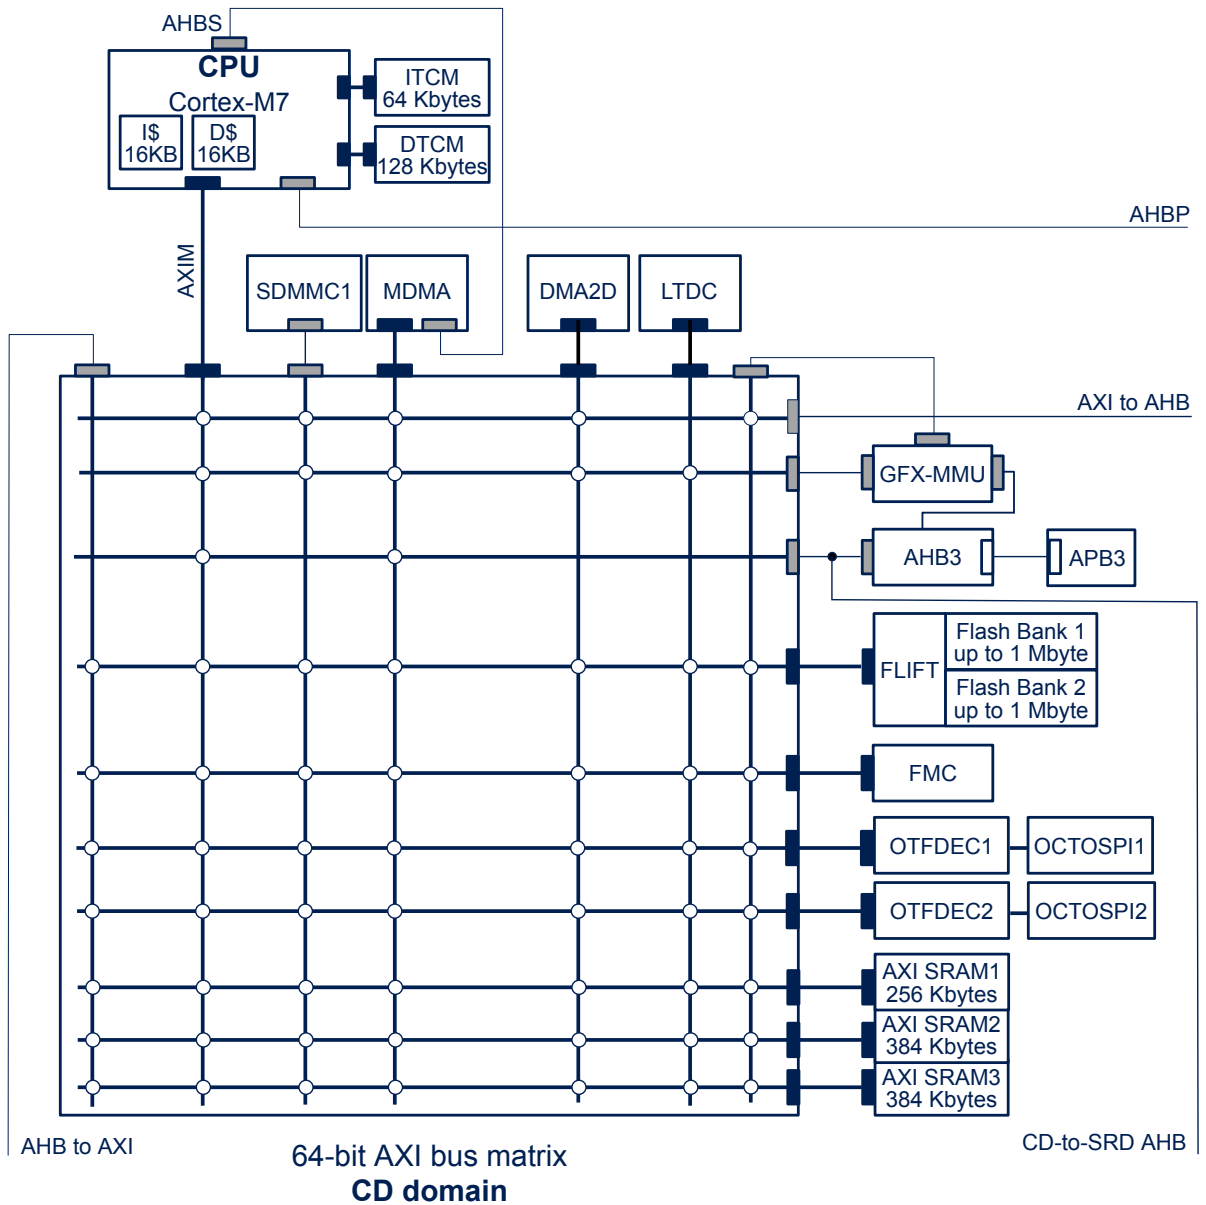 AHBS
CPU
Cortex-M7
I$
16KB
D$
16KB
ITCM
64 Kbytes
DTCM
128 Kbytes
AHBP
AXIM
SDMMC1
MDMA
DMA2D
LTDC
AXI to AHB
GFX-MMU
AHB3
APB3
FLIFT
Flash Bank 1
up to 1 Mbyte
Flash Bank 2
up to 1 Mbyte
FMC
OTFDEC1
OCTOSPI1
OTFDEC2
OCTOSPI2
AXI SRAM1
256 Kbytes
AXI SRAM2
384 Kbytes
AXI SRAM3
384 Kbytes
AHB to AXI
CD-to-SRD AHB
64-bit AXI bus matrix
CD domain